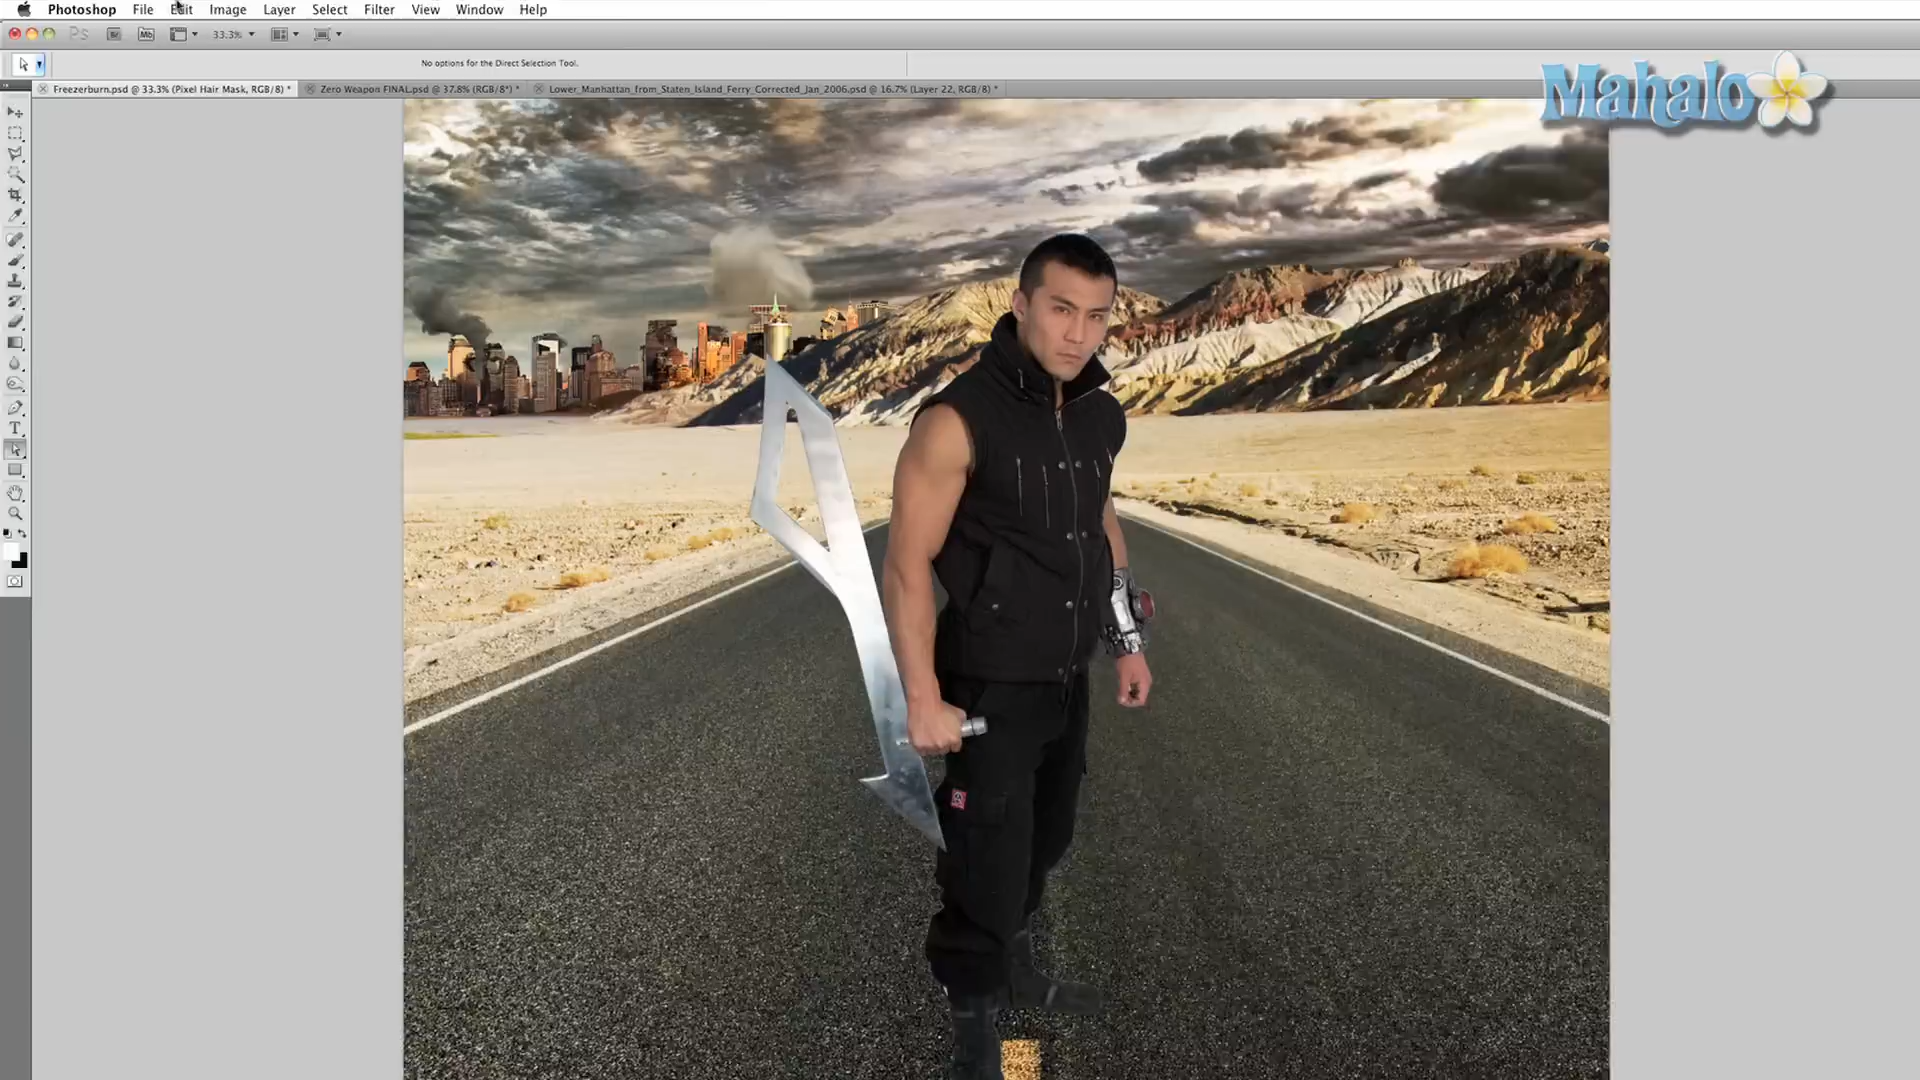 Photoshop File Edit Image Layer Select Filter View Window Help
Ps Mb 33.3%
No options for the Direct Selection Tool.
Freezerburn.psd @ 33.3% (Pixel Hair Mask, RGB/8) * Zero Weapon FINAL.psd @ 37.8% (RGB/8*) * Lower_Manhattan_from_Staten_Island_Ferry_Corrected_Jan_2006.psd @ 16.7% (Layer 22, RGB/8) *
Mahalo
T